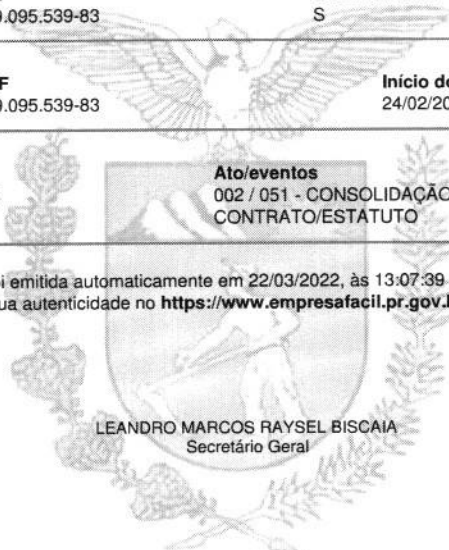 .095.539-83 S
F Início d
9.095.539-83 24/02/20
Ato/eventos
002 / 051 - CONSOLIDAÇÃO
CONTRATO/ESTATUTO
i emitida automaticamente em 22/03/2022, às 13:07:39
ua autenticidade no https://www.empresafacil.pr.gov.
LEANDRO MARCOS RAYSEL BISCAIA
Secretário Geral